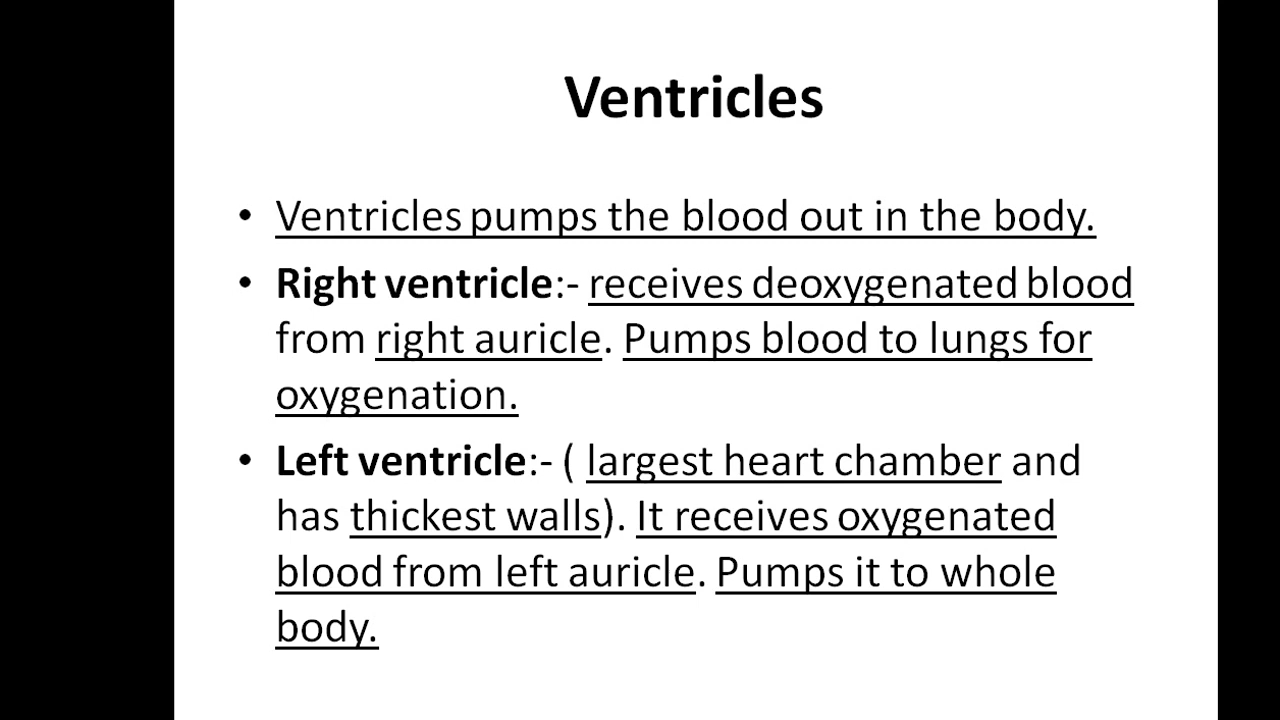 Ventricles
• Ventricles pumps the blood out in the body.
• Right ventricle:- receives deoxygenated blood
from right auricle. Pumps blood to lungs for
oxygenation.
• Left ventricle:- ( largest heart chamber and
has thickest walls). It receives oxygenated
blood from left auricle. Pumps it to whole
body.